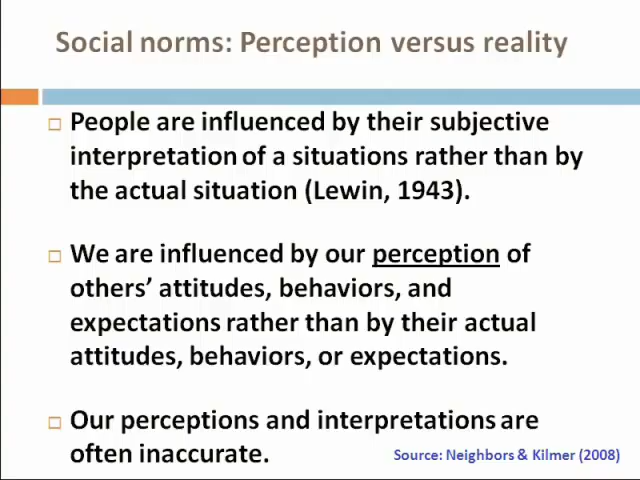 Social norms: Perception versus reality
People are influenced by their subjective
interpretation of a situations rather than by
the actual situation (Lewin, 1943).
We are influenced by our perception of
others' attitudes, behaviors, and
expectations rather than by their actual
attitudes, behaviors, or expectations.
Our perceptions and interpretations are
often inaccurate.
Source: Neighbors & Kilmer (2008)